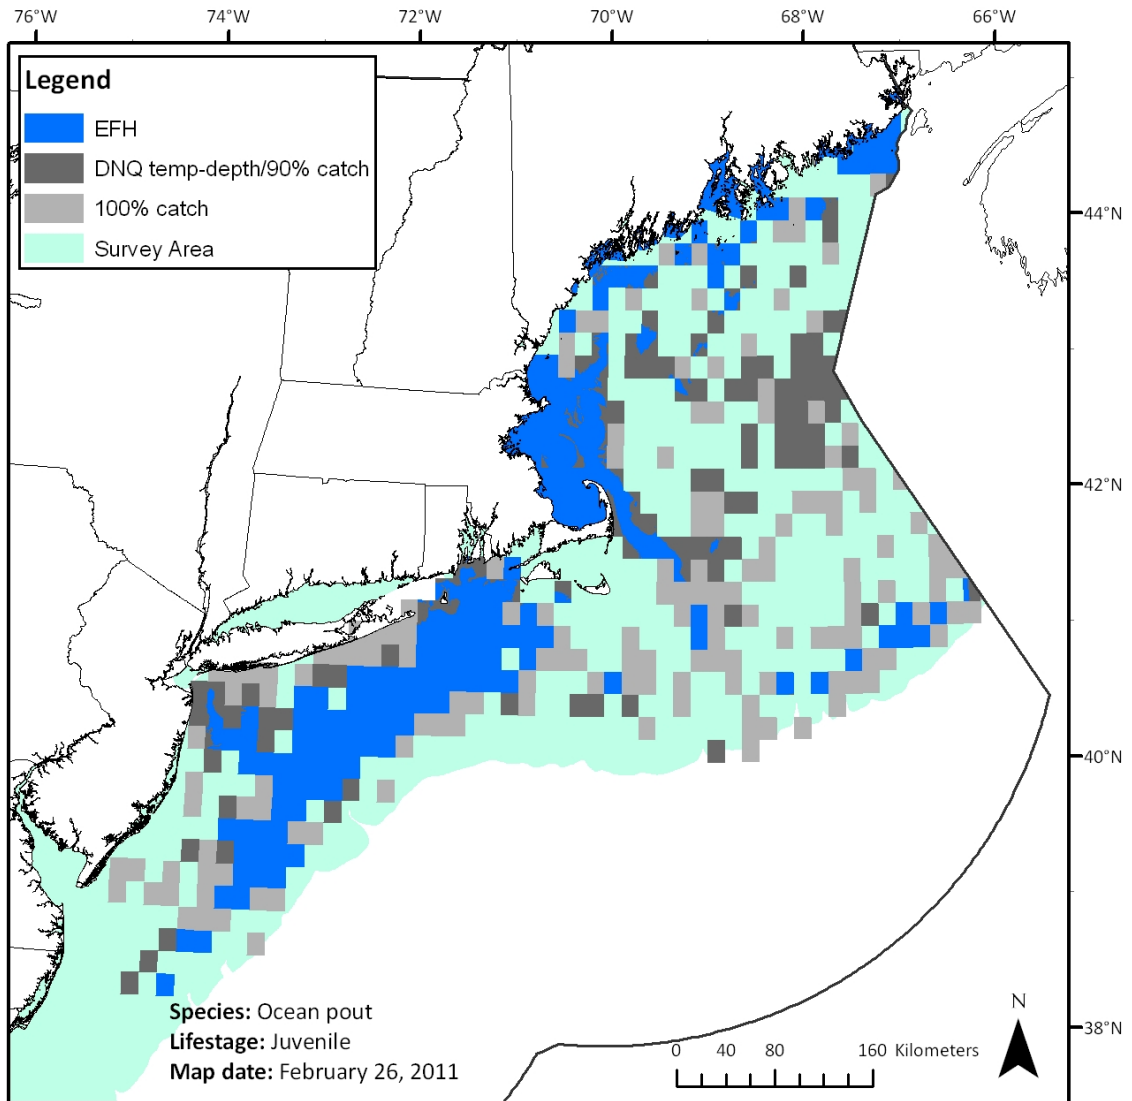 76°W 74°W 72°W 70°W 68°W 66°W
Legend
EFH
DNQ temp-depth/90% catch
100% catch
Survey Area
44°N
42°N
40°N
38°N
Species: Ocean pout
Lifestage: Juvenile
Map date: February 26, 2011
N
0 40 80 160 Kilometers